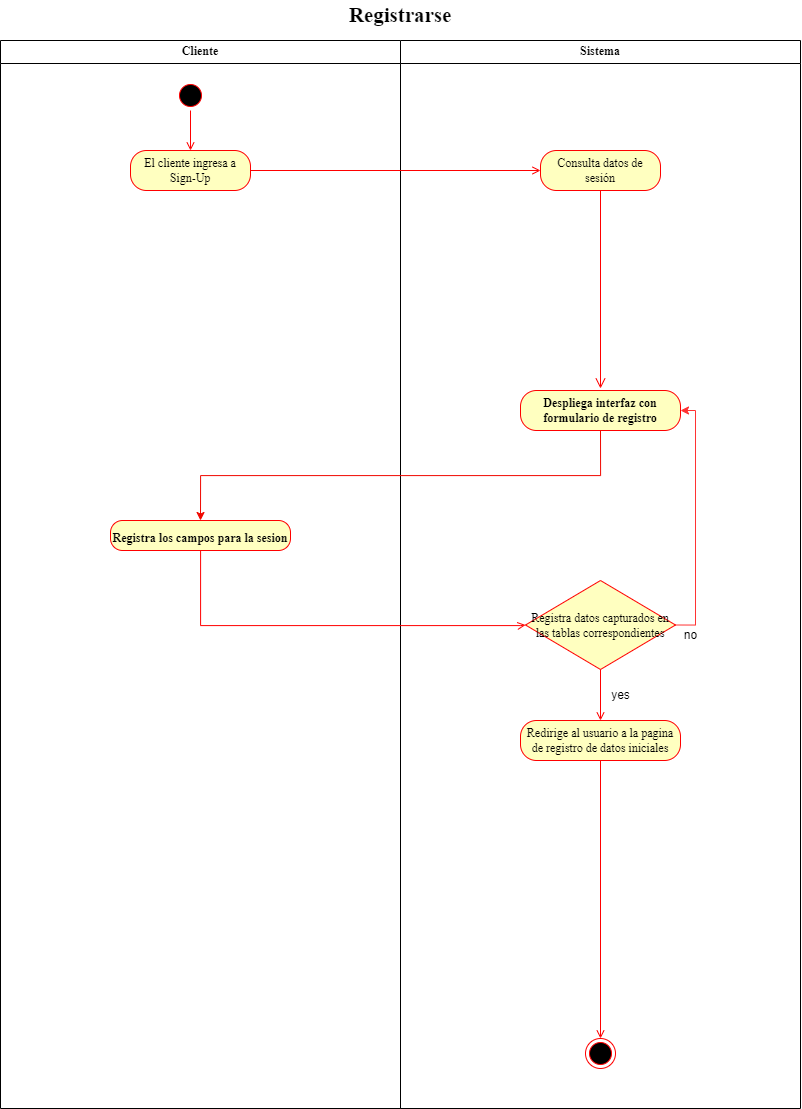 Registrarse
Cliente
Sistema
El cliente ingresa a
Sign-Up
Consulta datos de
sesión
Despliega interfaz con
formulario de registro
Registra los campos para la sesion
Registra datos capturados en
las tablas correspondientes
no
yes
Redirige al usuario a la pagina
de registro de datos iniciales